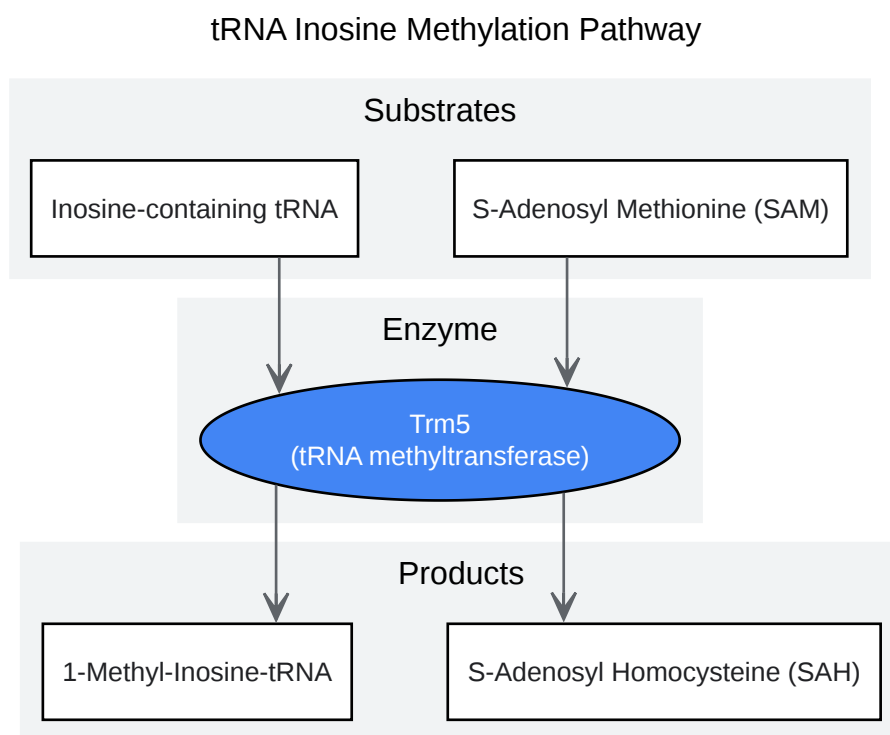 tRNA Inosine Methylation Pathway
Substrates
Inosine-containing tRNA
S-Adenosyl Methionine (SAM)
Enzyme
Trm5
(tRNA methyltransferase)
Products
1-Methyl-Inosine-tRNA
S-Adenosyl Homocysteine (SAH)